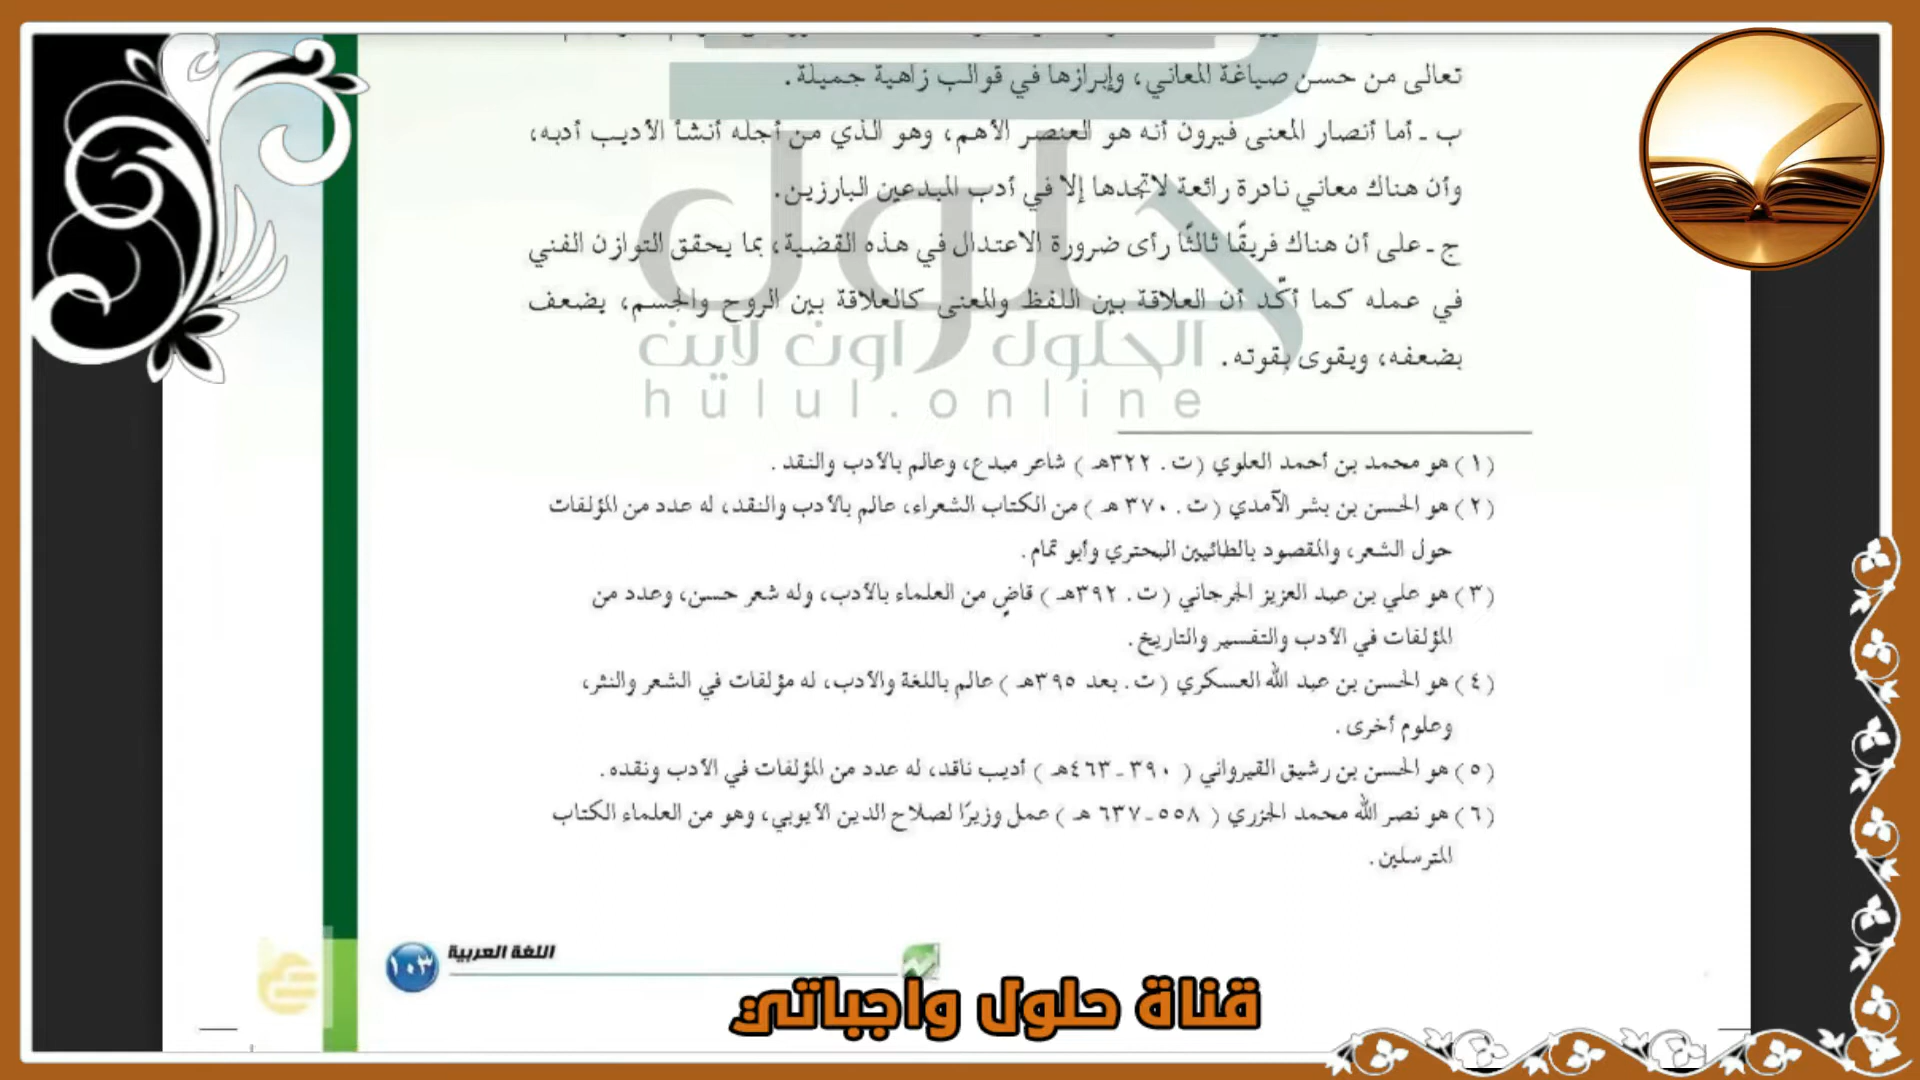 تعالى من حسن صياغة المعاني، وإبرازها في قوالب زاهية جميلة.
ب ـ أما أنصار المعنى فيرون أنه هو العنصر الأهم، وهو الذي من أجله أنشأ الأديب أدبه،
وأن هناك معاني نادرة رائعة لاتجدها إلا في أدب المبدعين البارزين.
ج ـ على أن هناك فريقًا ثالثًا رأى ضرورة الاعتدال في هذه القضية، بما يحقق التوازن الفني
في عمله كما أكّد أن العلاقة بين اللفظ والمعنى كالعلاقة بين الروح والجسم، يضعف
بضعفه، ويقوى بقوته.
حلول
الحلول اون لاين
hülul.online
(١) هو محمد بن أحمد العلوي (ت. ٣٢٢هـ) شاعر مبدع، وعالم بالأدب والنقد.
(٢) هو الحسن بن بشر الآمدي (ت. ٣٧٠ هـ) من الكتاب الشعراء، عالم بالأدب والنقد، له عدد من المؤلفات
حول الشعر، والمقصود بالطائيين البحتري وأبو تمام.
(٣) هو علي بن عبد العزيز الجرجاني (ت. ٣٩٢هـ) قاضٍ من العلماء بالأدب، وله شعر حسن، وعدد من
المؤلفات في الأدب والتفسير والتاريخ.
(٤) هو الحسن بن عبد الله العسكري (ت. بعد ٣٩٥هـ) عالم باللغة والأدب، له مؤلفات في الشعر والنثر،
وعلوم أخرى.
(٥) هو الحسن بن رشيق القيرواني (٣٩٠ـ٤٦٣هـ) أديب ناقد، له عدد من المؤلفات في الأدب ونقده.
(٦) هو نصر الله محمد الجزري (٥٥٨ـ٦٣٧ هـ) عمل وزيرًا لصلاح الدين الأيوبي، وهو من العلماء الكتاب
المترسلين.
اللغة العربية
١٠٣
قناة حلول واجباتي